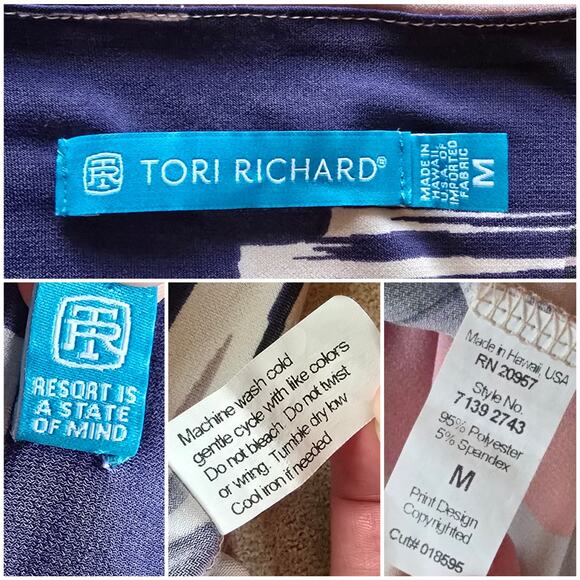 TR TORI RICHARD®
MADE IN
HAWAII,
U.S.A. OF
IMPORTED
FABRIC
M
TR
RESORT IS
A STATE
OF MIND
Machine wash cold
gentle cycle with like colors
Do not bleach. Do not twist
or wring. Tumble dry low
Cool iron if needed
Made in Hawaii, USA
RN 20957
Style No.
7139 2743
95% Polyester
5% Spandex
M
Print Design
Copyrighted
Cut# 018595